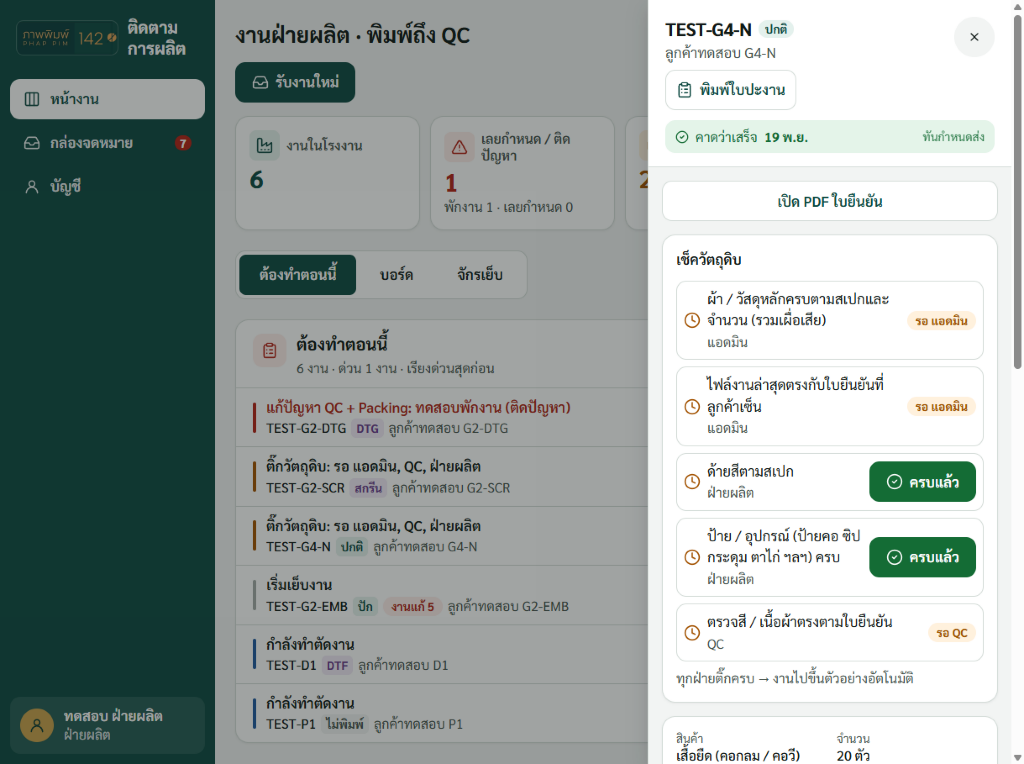 ภาพพิมพ์
PHAP PIM
142
ติดตาม
การผลิต
หน้างาน
กล่องจดหมาย
7
บัญชี
ทดสอบ ฝ่ายผลิต
ฝ่ายผลิต
งานฝ่ายผลิต · พิมพ์ถึง QC
รับงานใหม่
งานในโรงงาน
6
เลยกำหนด / ติด
ปัญหา
1
พักงาน 1 · เลยกำหนด 0
2
ต้องทำตอนนี้
บอร์ด
จักรเย็บ
ต้องทำตอนนี้
6 งาน · ด่วน 1 งาน · เรียงด่วนสุดก่อน
แก้ปัญหา QC + Packing: ทดสอบพักงาน (ติดปัญหา)
TEST-G2-DTG DTG ลูกค้าทดสอบ G2-DTG
ติ๊กวัตถุดิบ: รอ แอดมิน, QC, ฝ่ายผลิต
TEST-G2-SCR สกรีน ลูกค้าทดสอบ G2-SCR
ติ๊กวัตถุดิบ: รอ แอดมิน, QC, ฝ่ายผลิต
TEST-G4-N ปกติ ลูกค้าทดสอบ G4-N
เริ่มเย็บงาน
TEST-G2-EMB ปัก งานแก้ 5 ลูกค้าทดสอบ G2-EMB
กำลังทำตัดงาน
TEST-D1 DTF ลูกค้าทดสอบ D1
กำลังทำตัดงาน
TEST-P1 ไม่พิมพ์ ลูกค้าทดสอบ P1
TEST-G4-N ปกติ
ลูกค้าทดสอบ G4-N
พิมพ์ใบปะงาน
คาดว่าเสร็จ 19 พ.ย. ทันกำหนดส่ง
เปิด PDF ใบยืนยัน
เช็ควัตถุดิบ
ผ้า / วัสดุหลักครบตามสเปกและ
จำนวน (รวมเผื่อเสีย)
แอดมิน
รอ แอดมิน
ไฟล์งานล่าสุดตรงกับใบยืนยันที่
ลูกค้าเซ็น
แอดมิน
รอ แอดมิน
ด้ายสีตามสเปก
ฝ่ายผลิต
ครบแล้ว
ป้าย / อุปกรณ์ (ป้ายคอ ซิป
กระดุม ตาไก่ ฯลฯ) ครบ
ฝ่ายผลิต
ครบแล้ว
ตรวจสี / เนื้อผ้าตรงตามใบยืนยัน
QC
รอ QC
ทุกฝ่ายติ๊กครบ → งานไปขึ้นตัวอย่างอัตโนมัติ
สินค้า
เสื้อยืด (คอกลม / คอวี)
จำนวน
20 ตัว